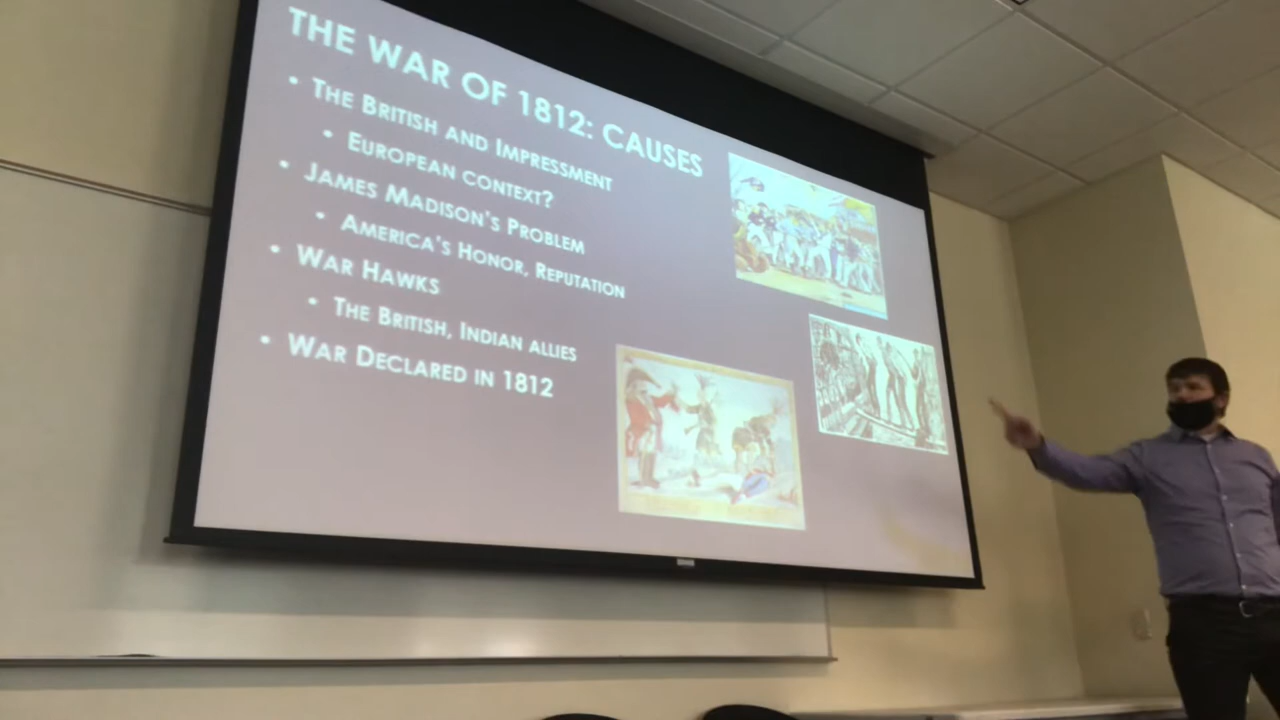 THE WAR OF 1812: CAUSES
• THE BRITISH AND IMPRESSMENT
• EUROPEAN CONTEXT?
• JAMES MADISON'S PROBLEM
• AMERICA'S HONOR, REPUTATION
• WAR HAWKS
• THE BRITISH, INDIAN ALLIES
• WAR DECLARED IN 1812